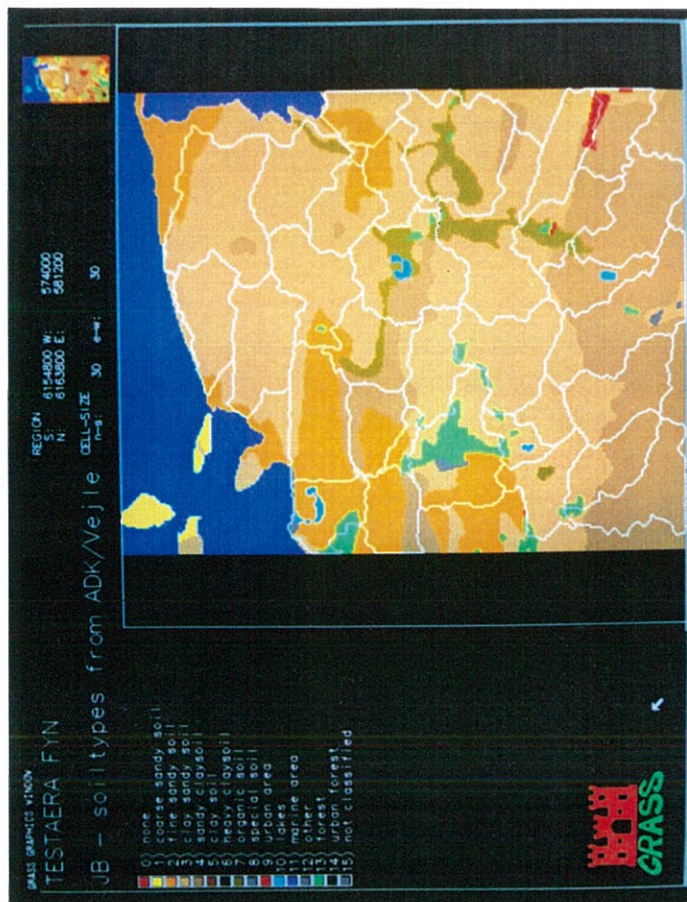 GRASS GRAPHICS WINDOW
TESTAERA FYN
REGION
S: 6154800 W: 574000
N: 6163800 E: 581200
JB - soiltypes from ADK/Vejle
CELL-SIZE
n-s: 30 e-w: 30
0) none
1) coarse sandy soil
2) fine sandy soil
3) clay sandy soil
4) sandy claysoil
5) clay soil
6) heavy claysoil
7) organic soil
8) special soil
9) urban area
10) lakes
11) marine area
12) other
13) forest
14) urban forest
15) not classified
GRASS